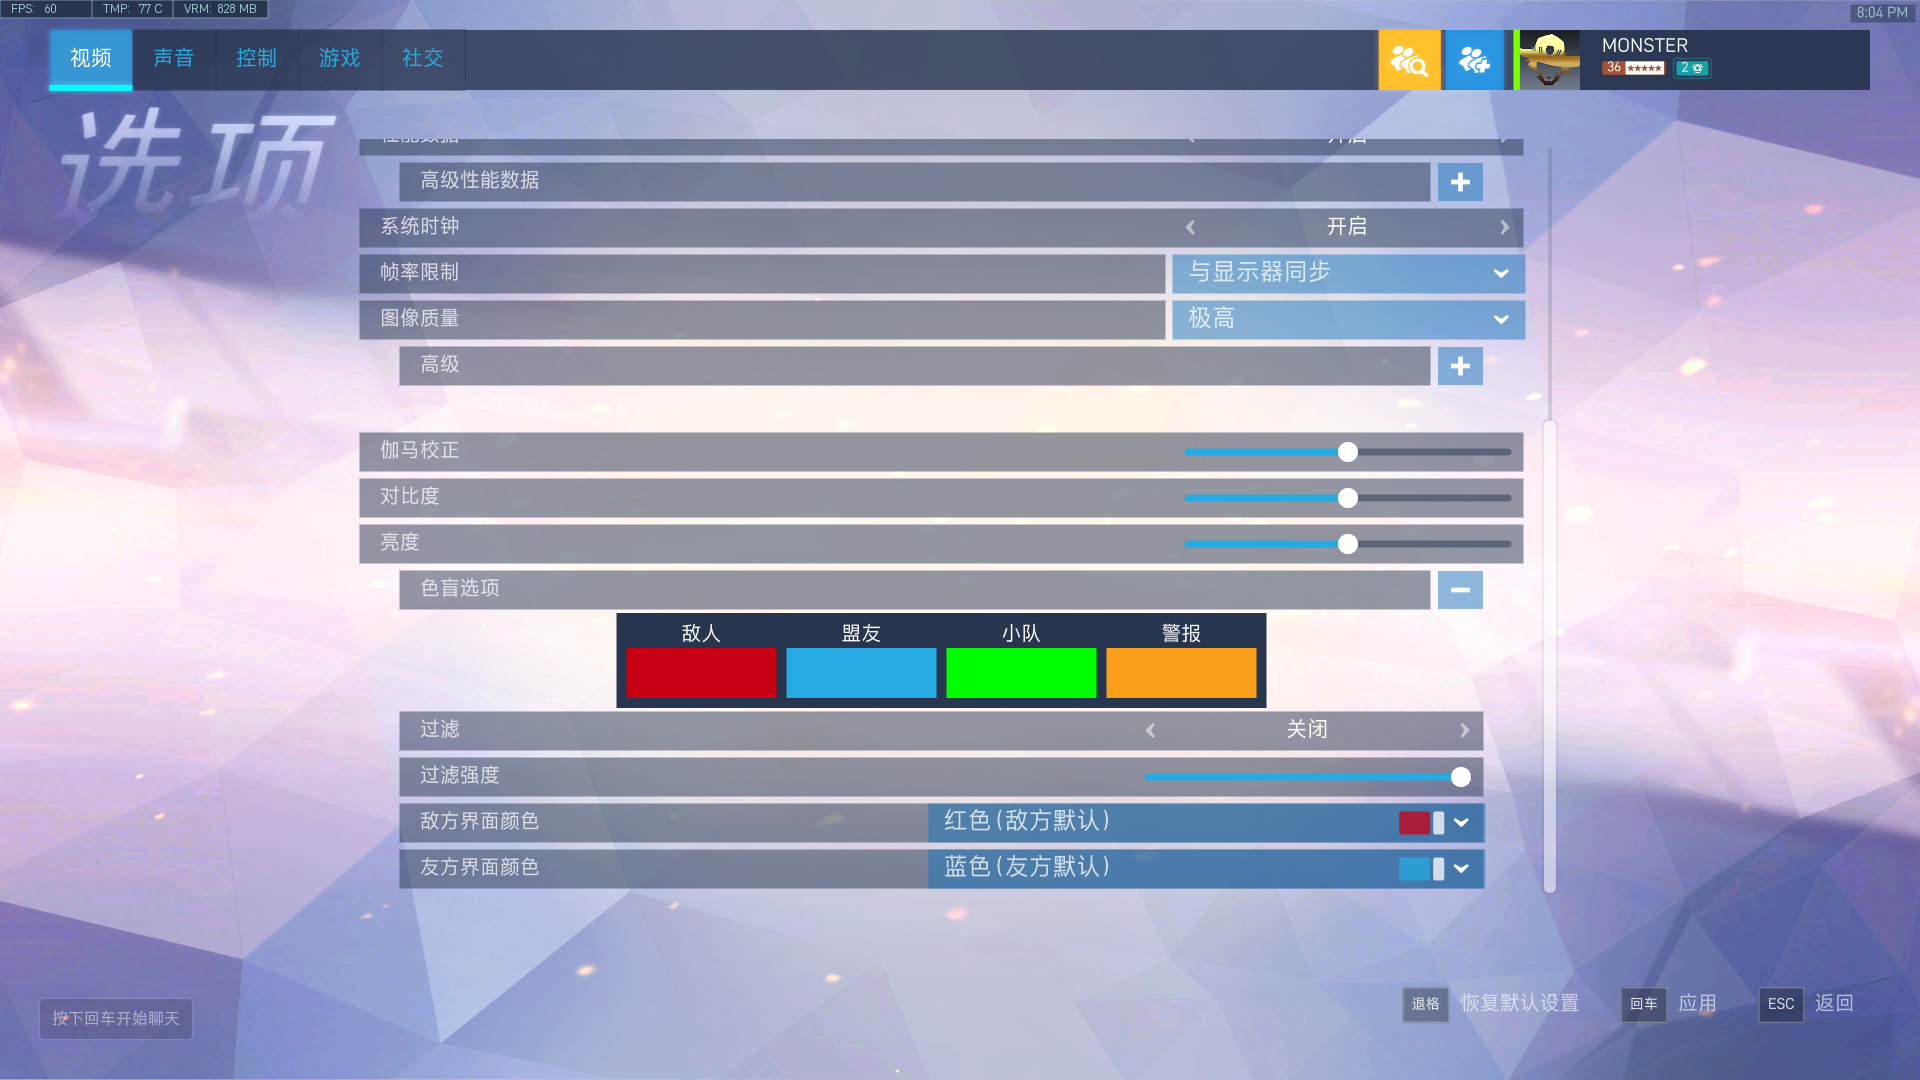 FPS: 60 TMP: 77 C VRM: 828 MB
8:04 PM
视频 声音 控制 游戏 社交
MONSTER
36 ★★★★★ 2
选项
性能数据 开启
高级性能数据
系统时钟 开启
帧率限制 与显示器同步
图像质量 极高
高级
伽马校正
对比度
亮度
色盲选项
敌人 盟友 小队 警报
过滤 关闭
过滤强度
敌方界面颜色 红色(敌方默认)
友方界面颜色 蓝色(友方默认)
按下回车开始聊天
退格 恢复默认设置 回车 应用 ESC 返回